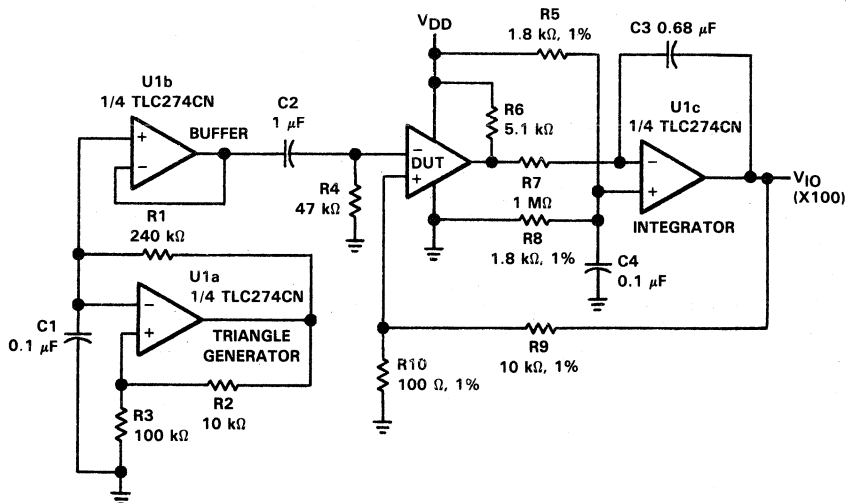 VDD
R5
1.8 kΩ, 1%
C3 0.68 μF
U1b
1/4 TLC274CN
C2
1 μF
R6
5.1 kΩ
U1c
1/4 TLC274CN
+
−
BUFFER
−
DUT
+
R7
1 MΩ
−
+
VIO
(X100)
R4
47 kΩ
R1
240 kΩ
R8
1.8 kΩ, 1%
INTEGRATOR
C4
0.1 μF
U1a
1/4 TLC274CN
−
+
TRIANGLE
GENERATOR
C1
0.1 μF
R9
10 kΩ, 1%
R10
100 Ω, 1%
R2
10 kΩ
R3
100 kΩ